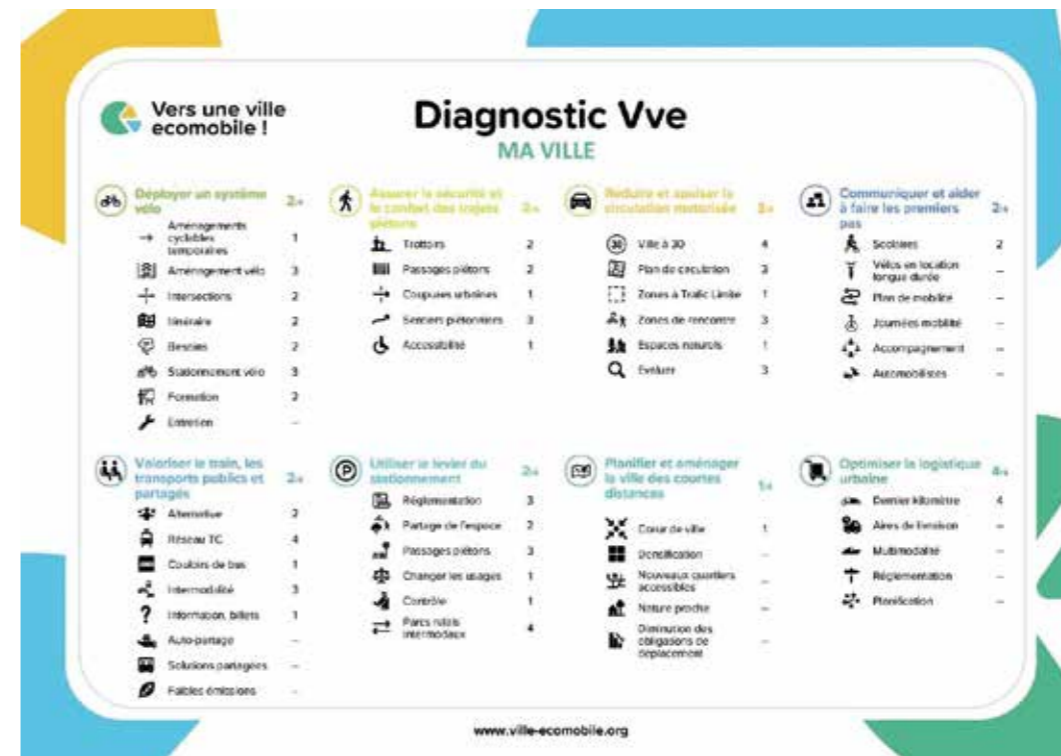 Vers une ville
ecomobile !
Diagnostic Vve
MA VILLE
Déployer un système
vélo
Aménagements
cyclables
temporaires
1
Aménagement vélo 3
Intersections 2
Itinéraire 2
Besoins 2
Stationnement vélo 3
Formation
Entretien –
Assurer la sécurité et
le confort des trajets
piétons
Trottoirs 2
Passages piétons 2
Coupures urbaines 1
Sentiers piétonniers 3
Accessibilité 1
Réduire et apaiser la
circulation motorisée
30
Ville à 30 4
Plan de circulation 3
Zones à Trafic Limité 1
Zones de rencontre 3
Espaces naturels 1
Évaluer 3
Communiquer et aider
à faire les premiers
pas
Scolaires 2
Vélos en location
longue durée
–
Plan de mobilité –
Journées mobilité –
Accompagnement –
Automobilistes –
Valoriser le train, les
transports publics et
partagés
Alternative 2
Réseau TC 4
Couloirs de bus 1
Intermodalité 3
?
Information, billets 1
Auto-partage –
Solutions partagées –
Faibles émissions –
P
Utiliser le levier du
stationnement
Réglementation 3
Partage de l'espace 2
Passages piétons 3
Changer les usages 1
Contrôle 1
Parcs relais
intermodaux
4
Planifier et aménager
la ville des courtes
distances
Cœur de ville 1
Densification –
Nouveaux quartiers
accessibles
–
Nature proche –
Diminution des
obligations de
déplacement
–
Optimiser la logistique
urbaine
Dernier kilomètre 4
Aires de livraison –
Multimodalité –
Réglementation –
Planification –
www.ville-ecomobile.org